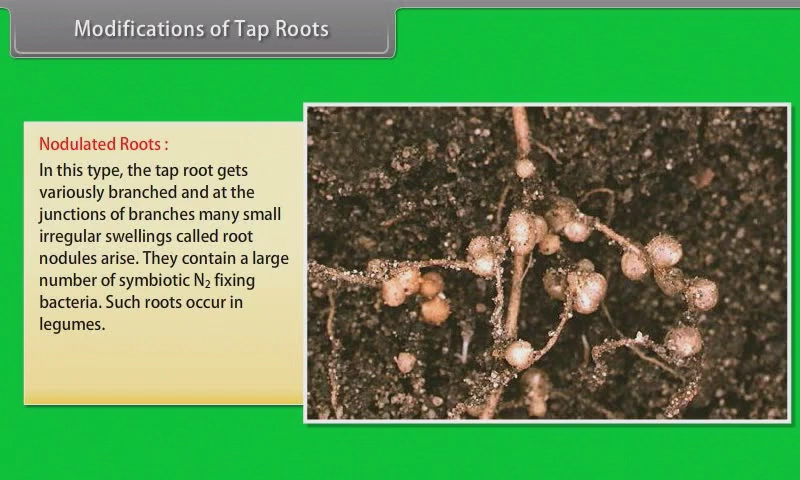 Modifications of Tap Roots
Nodulated Roots :
In this type, the tap root gets
variously branched and at the
junctions of branches many small
irregular swellings called root
nodules arise. They contain a large
number of symbiotic N₂ fixing
bacteria. Such roots occur in
legumes.